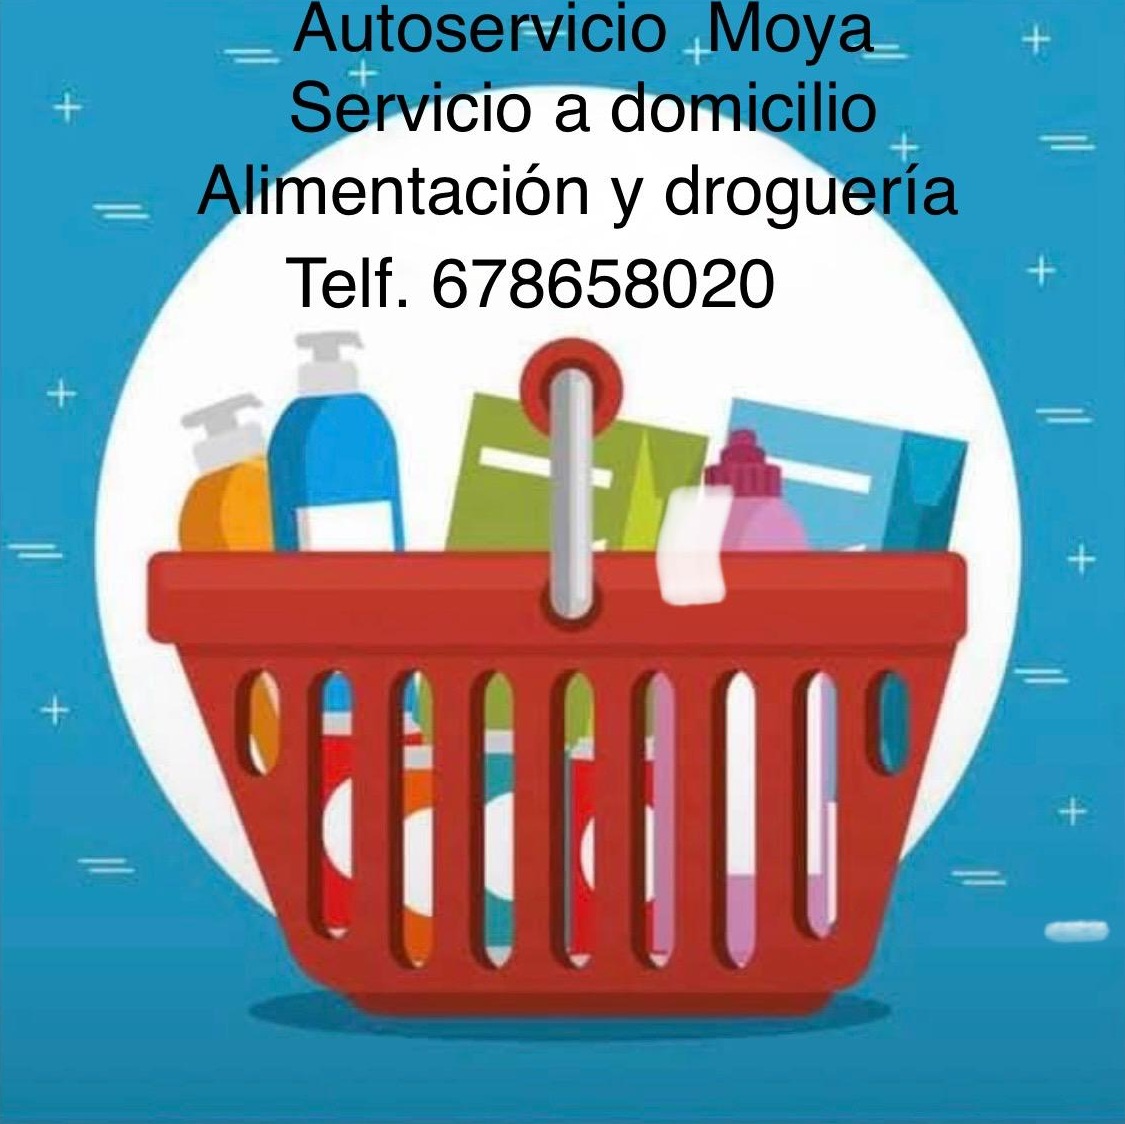 Autoservicio Moya
Servicio a domicilio
Alimentación y droguería
Telf. 678658020